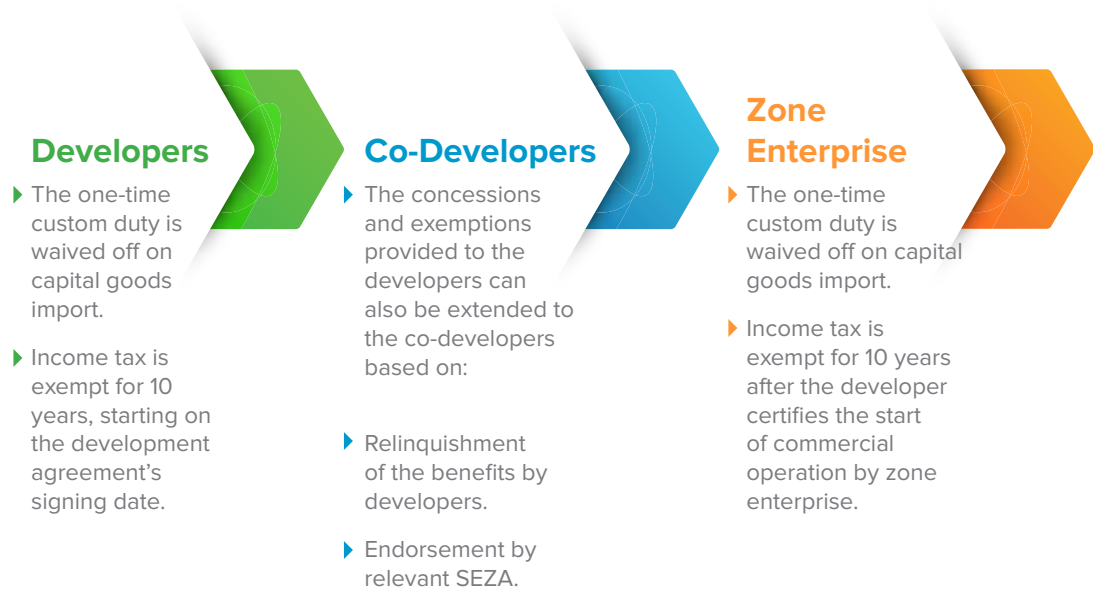 Developers
The one-time
custom duty is
waived off on
capital goods
import.
Income tax is
exempt for 10
years, starting on
the development
agreement’s
signing date.
Co-Developers
The concessions
and exemptions
provided to the
developers can
also be extended to
the co-developers
based on:
Relinquishment
of the benefits by
developers.
Endorsement by
relevant SEZA.
Zone
Enterprise
The one-time
custom duty is
waived off on capital
goods import.
Income tax is
exempt for 10 years
after the developer
certifies the start
of commercial
operation by zone
enterprise.